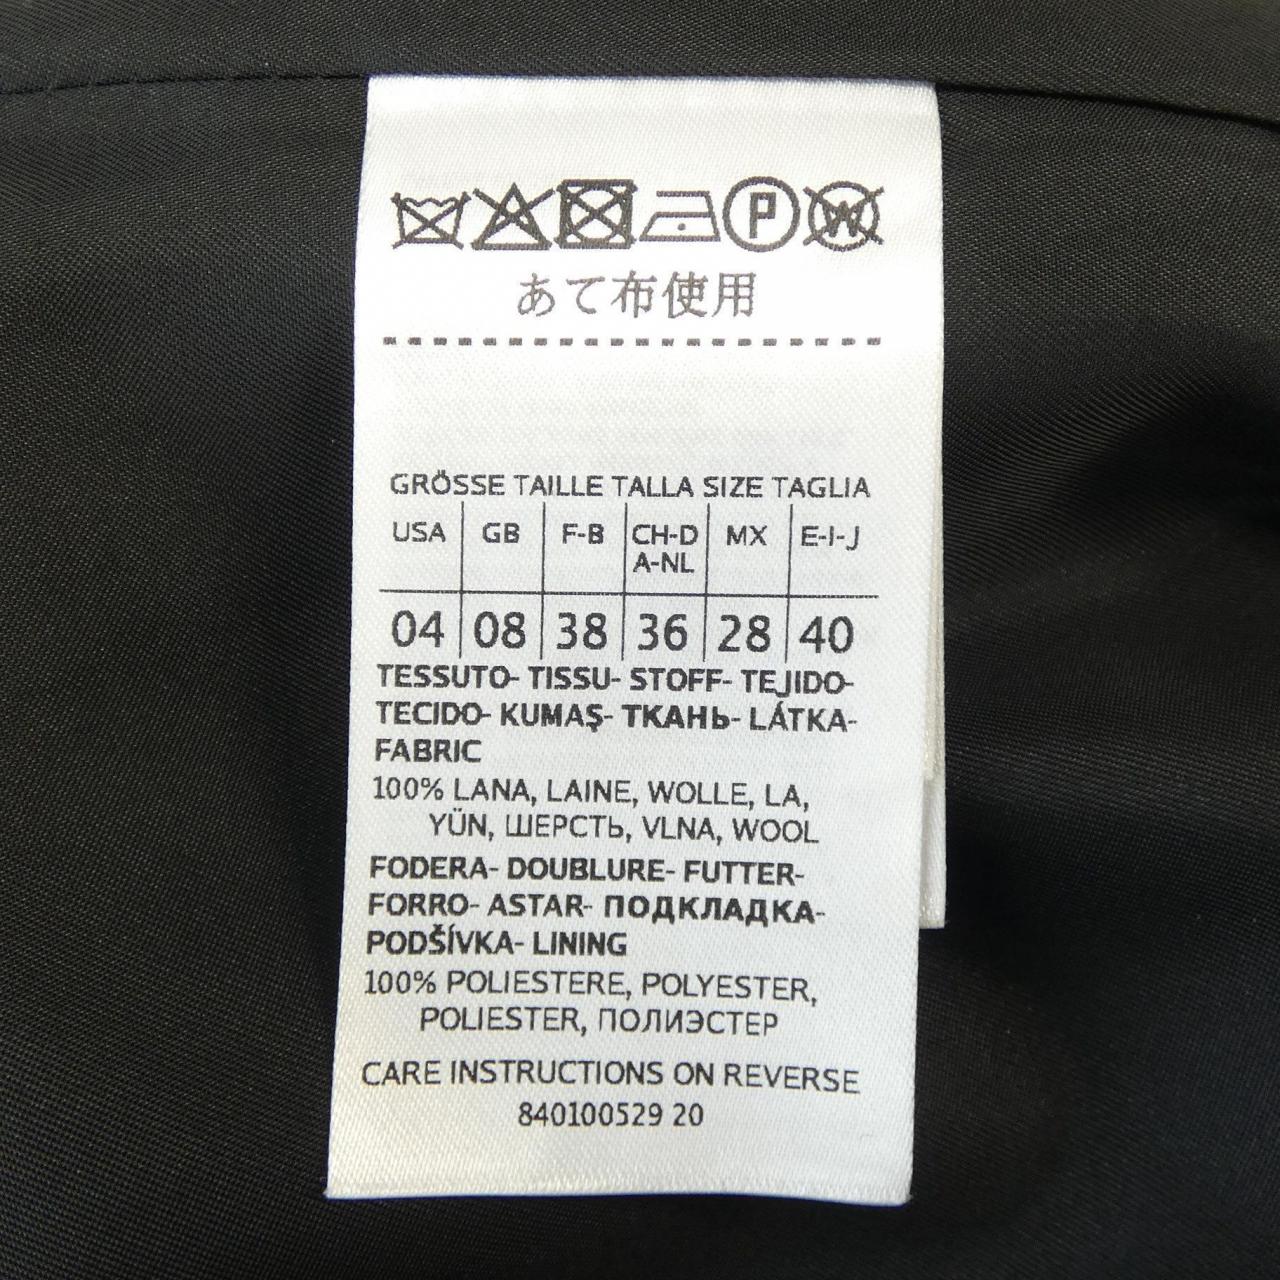 P W
あて布使用
GRÖSSE TAILLE TALLA SIZE TAGLIA
USA GB F-B CH-D A-NL MX E-I-J
04 08 38 36 28 40
TESSUTO- TISSU- STOFF- TEJIDO-
TECIDO- KUMAŞ- ТКАНЬ- LÁTKA-
FABRIC
100% LANA, LAINE, WOLLE, LA,
YÜN, ШЕРСТЬ, VLNA, WOOL
FODERA- DOUBLURE- FUTTER-
FORRO- ASTAR- ПОДКЛАДКА-
PODŠÍVKA- LINING
100% POLIESTERE, POLYESTER,
POLIESTER, ПОЛИЭСТЕР
CARE INSTRUCTIONS ON REVERSE
840100529 20